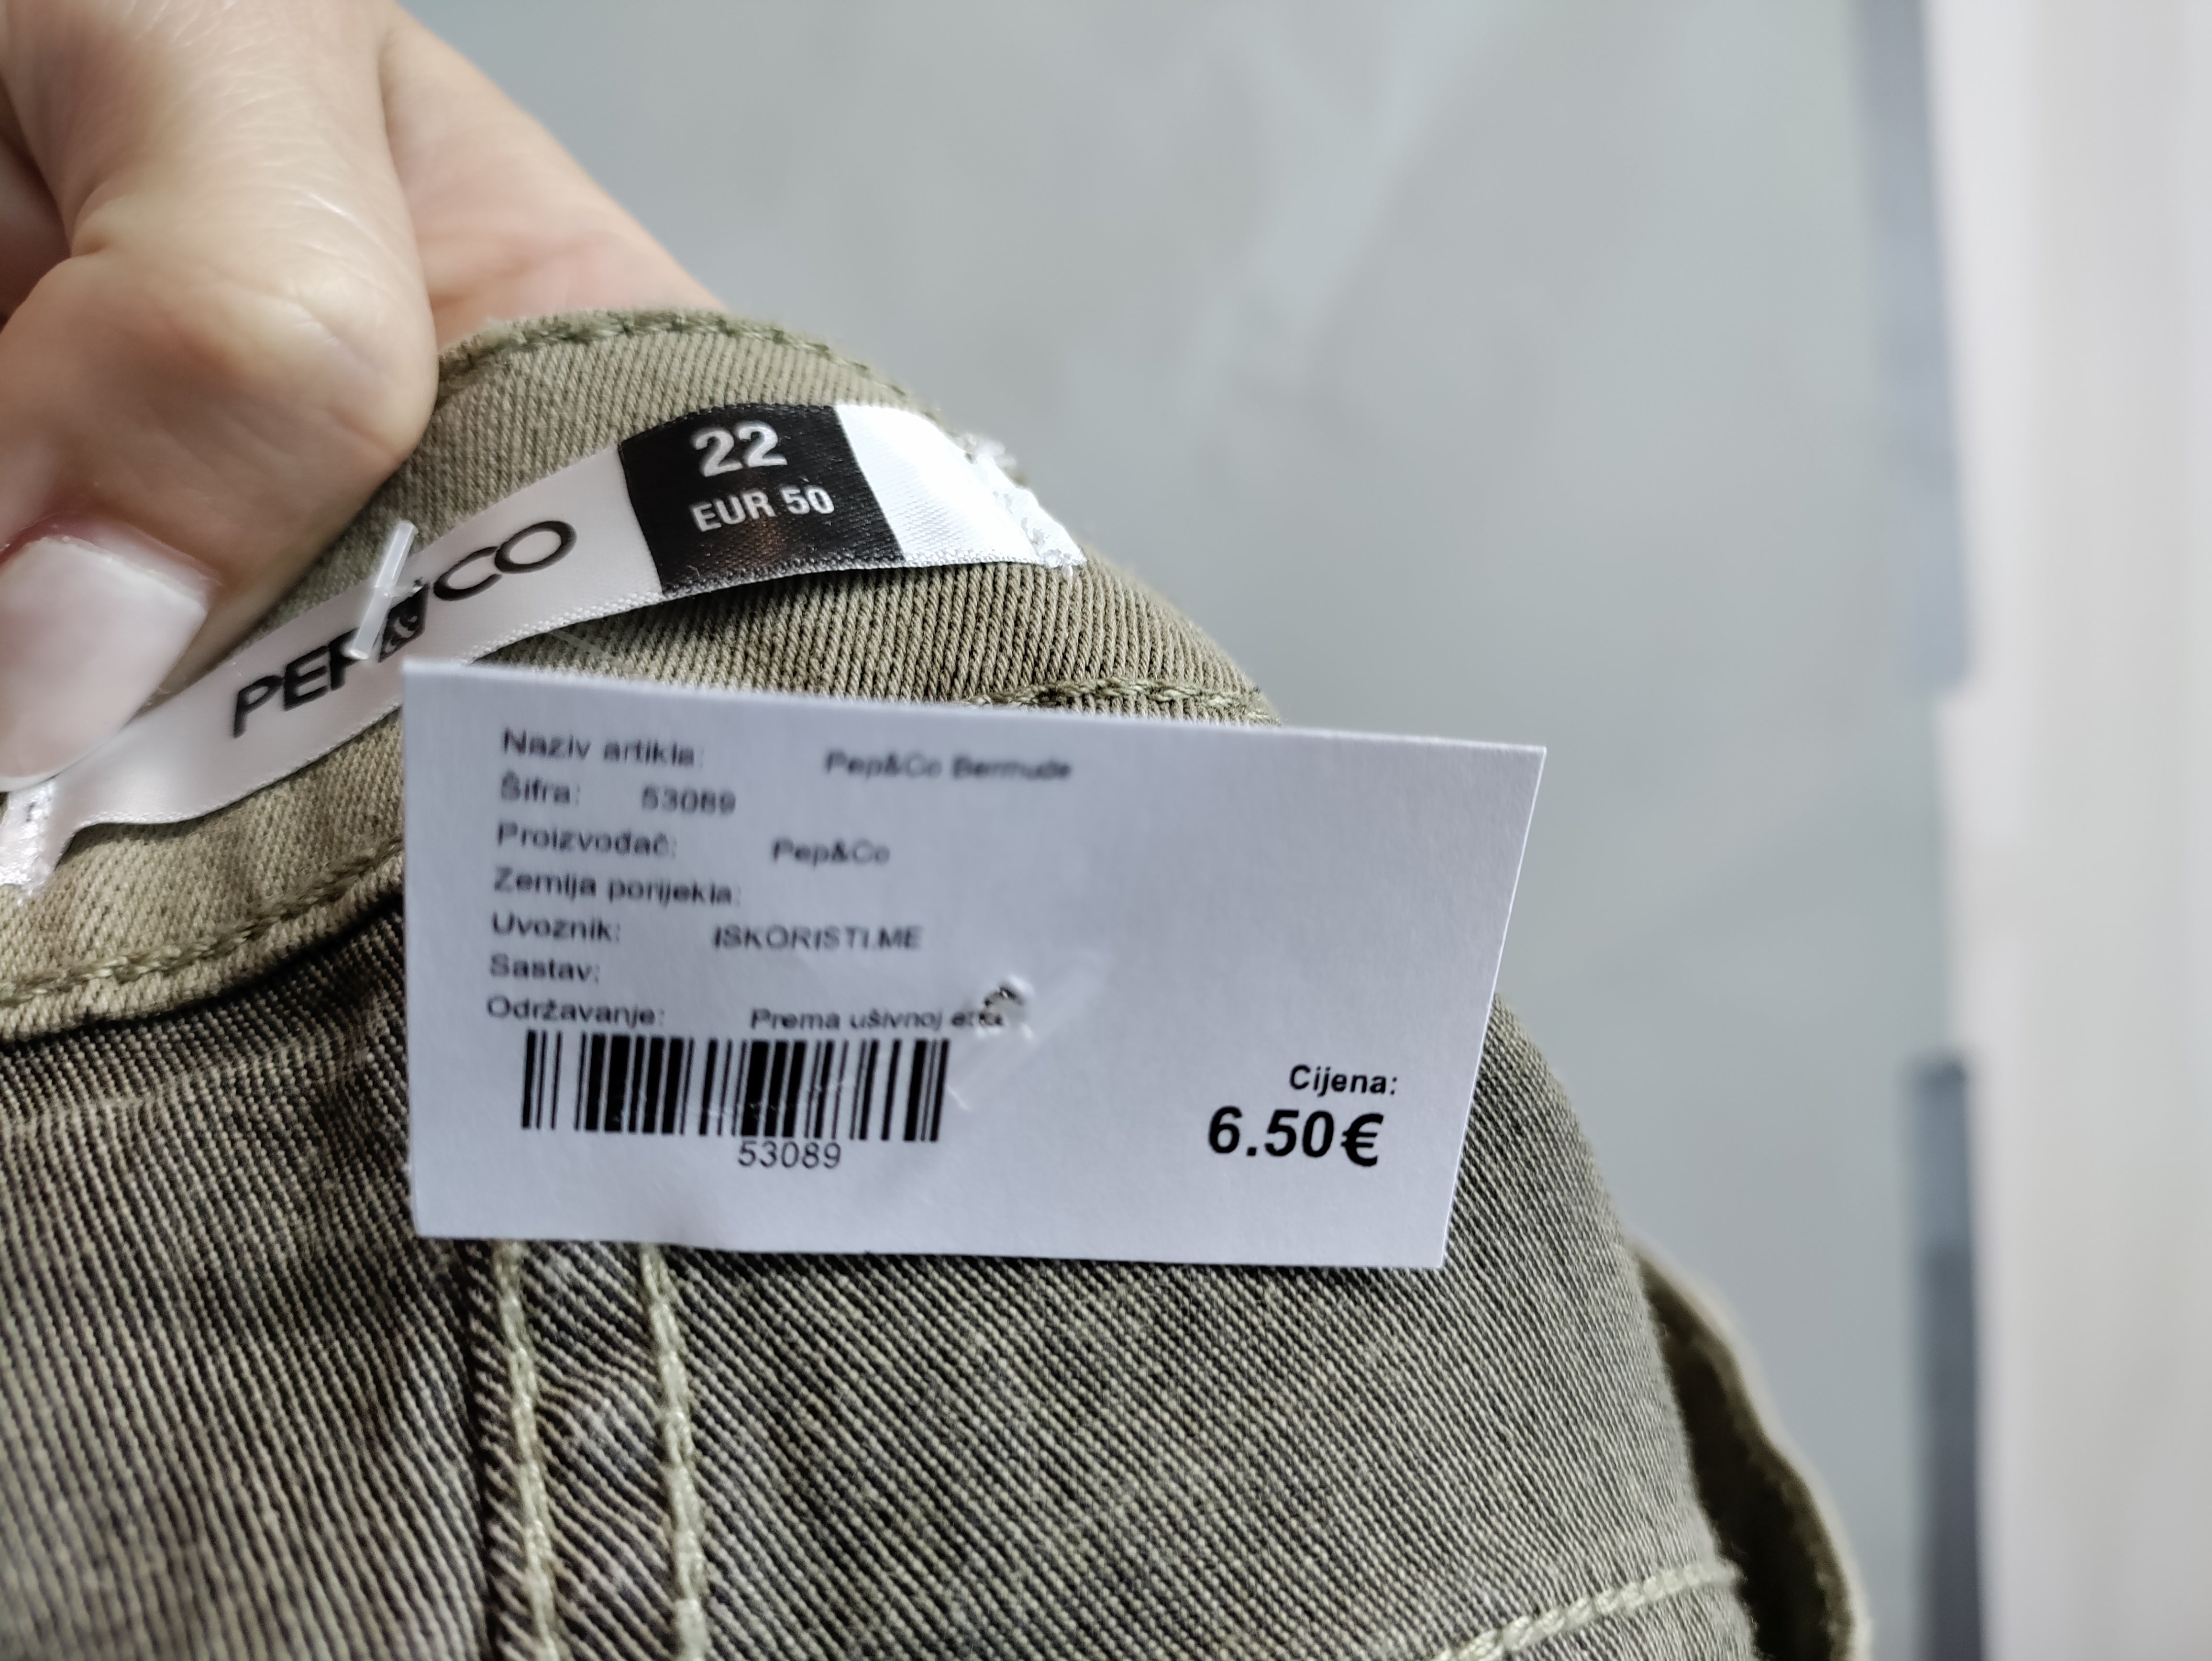 22
EUR 50
PEP&CO
Naziv artikla: Pep&Co Bermude
Šifra: 53089
Proizvođač: Pep&Co
Zemlja porijekla:
Uvoznik: ISKORISTI.ME
Sastav:
Održavanje: Prema ušivnoj
53089
Cijena:
6.50€